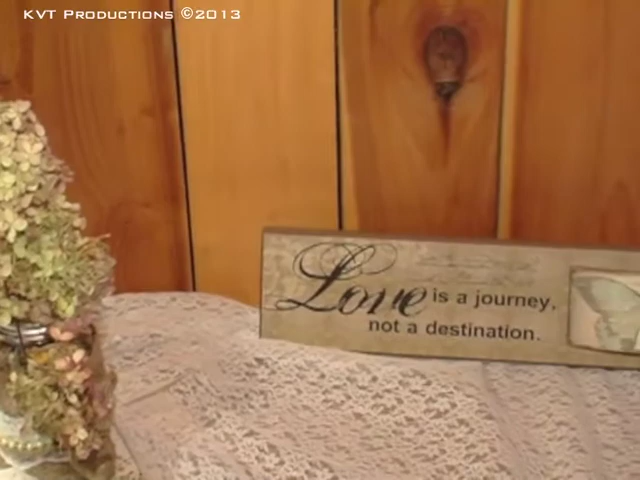 KVT Productions ©2013
Love is a journey,
not a destination.